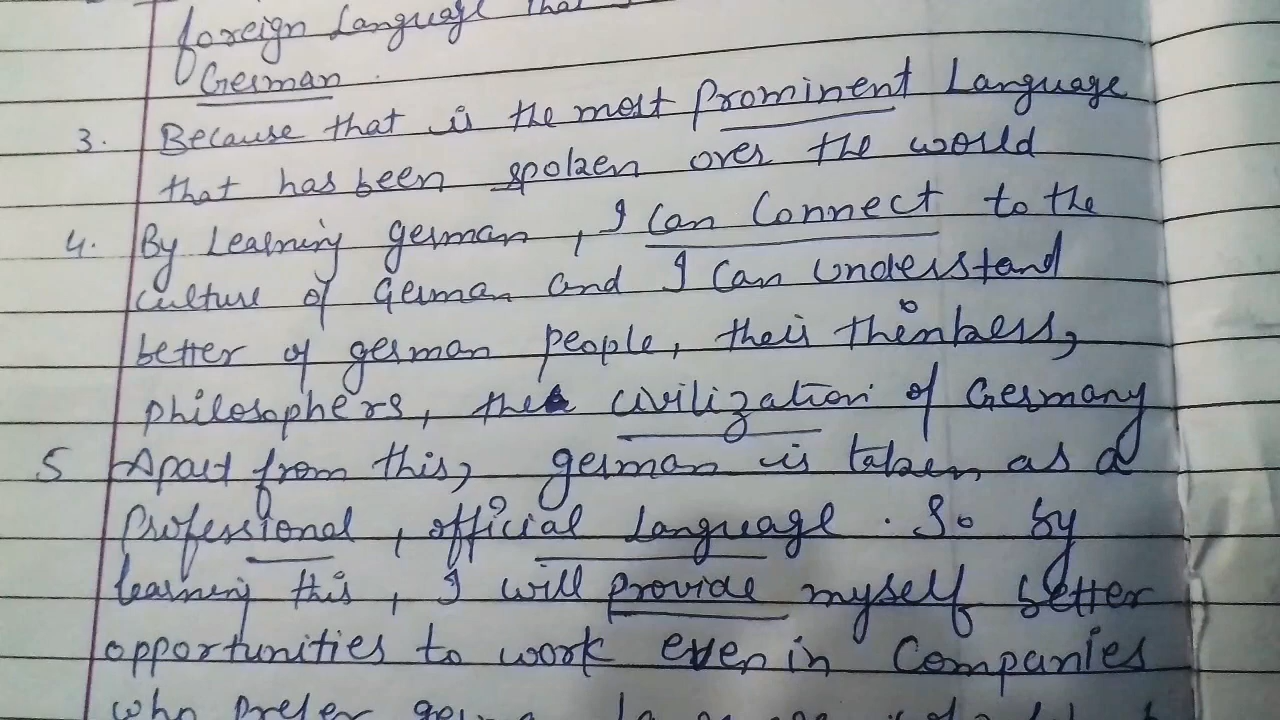 foreign Language that
German.
3. Because that is the most prominent Language
that has been spoken over the world
4. By Learning german, I can connect to the
culture of German and I can understand
better of german people, their thinkers,
philosophers, the civilization of Germany
5 Apart from this, german is taken as a
professional, official Language. So by
learning this, I will provide myself better
opportunities to work even in Companies
who prefer